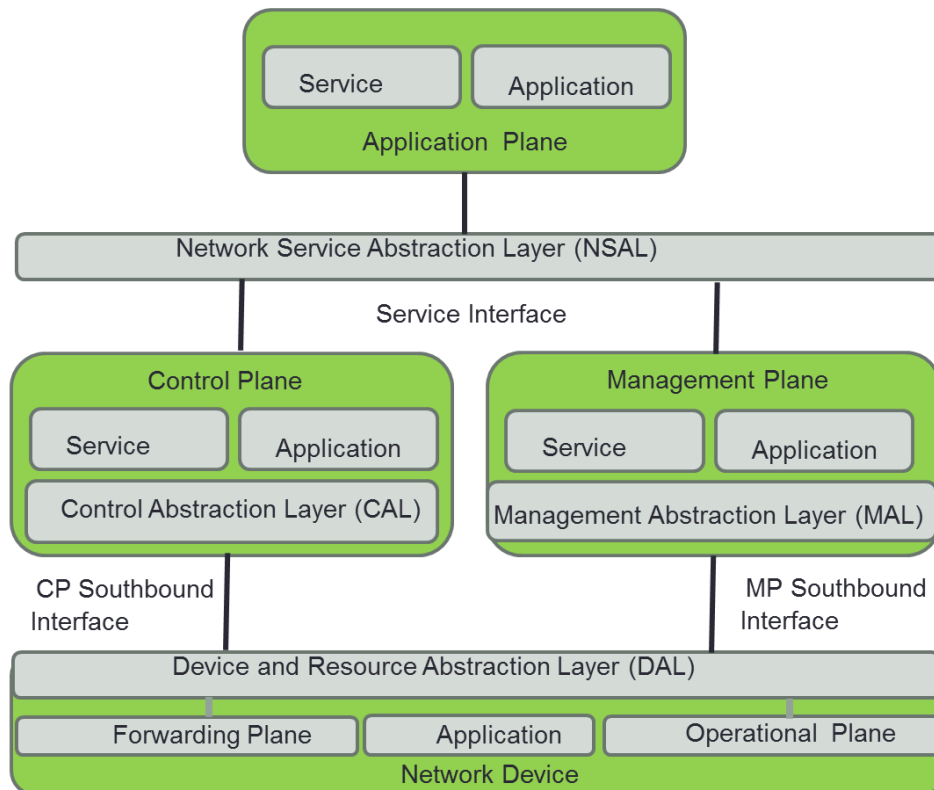 Service
Application
Application Plane
Network Service Abstraction Layer (NSAL)
Service Interface
Control Plane
Service
Application
Control Abstraction Layer (CAL)
Management Plane
Service
Application
Management Abstraction Layer (MAL)
CP Southbound
Interface
MP Southbound
Interface
Device and Resource Abstraction Layer (DAL)
Forwarding Plane
Application
Operational Plane
Network Device